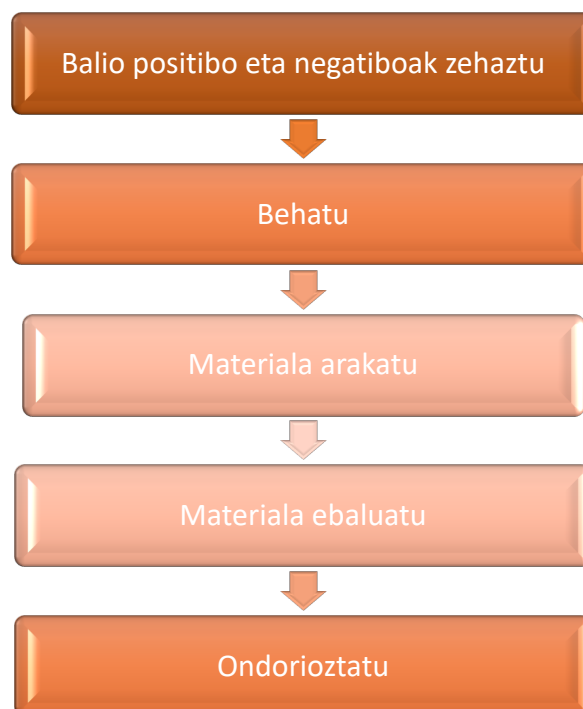 Balio positibo eta negatiboak zehaztu
Behatu
Materiala arakatu
Materiala ebaluatu
Ondorioztatu